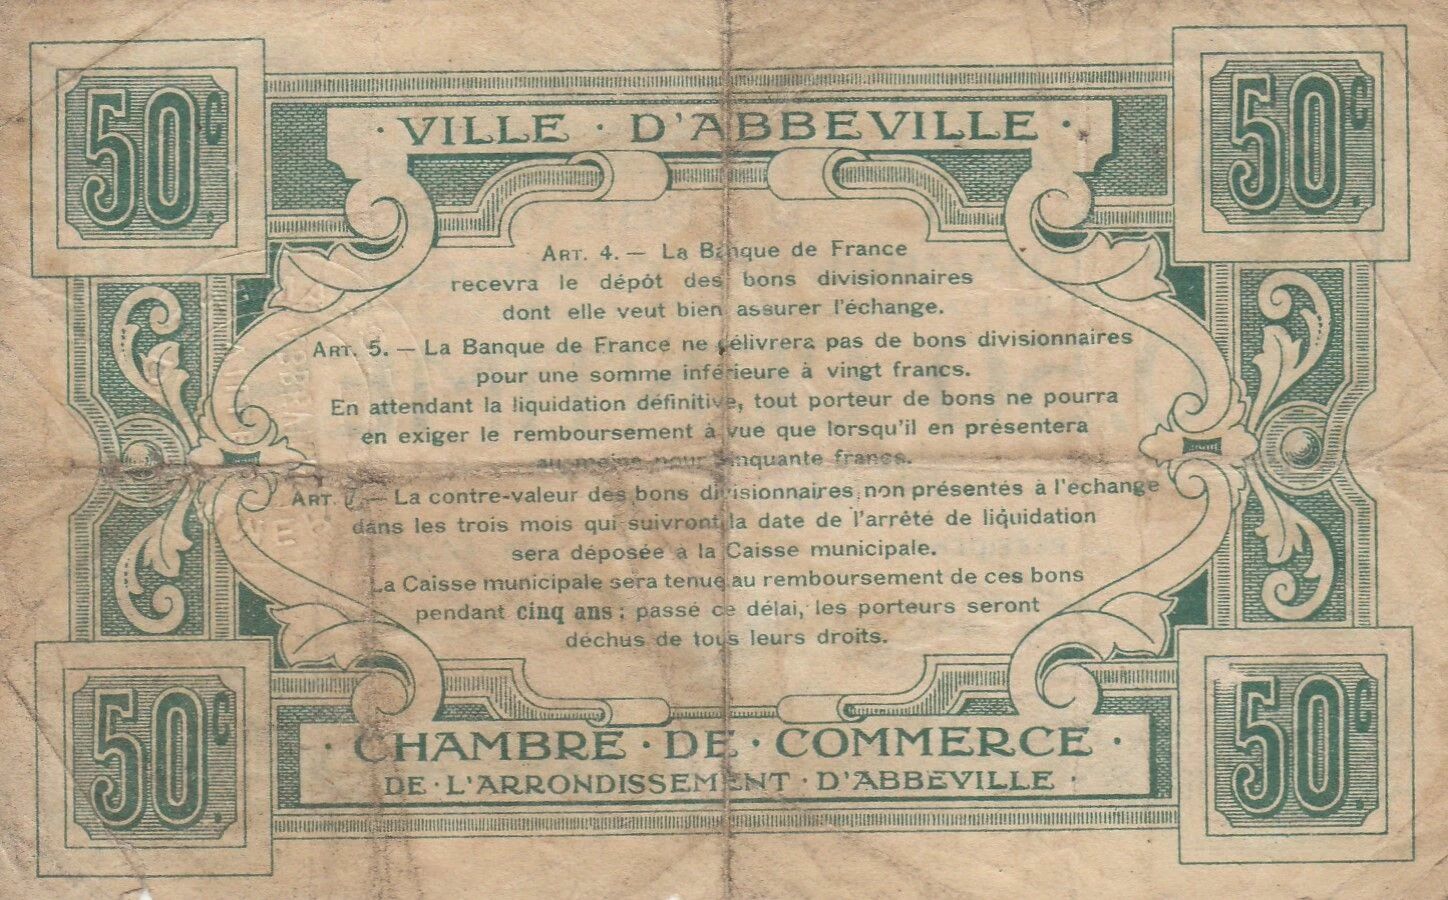 50c.
50c.
· VILLE · D'ABBEVILLE ·
ART. 4. — La Banque de France
recevra le dépôt des bons divisionnaires
dont elle veut bien assurer l'échange.
ART. 5. — La Banque de France ne délivrera pas de bons divisionnaires
pour une somme inférieure à vingt francs.
En attendant la liquidation définitive, tout porteur de bons ne pourra
en exiger le remboursement à vue que lorsqu'il en présentera
au moins pour cinquante francs.
ART. — La contre-valeur des bons divisionnaires non présentés à l'échange
dans les trois mois qui suivront la date de l'arrêté de liquidation
sera déposée à la Caisse municipale.
La Caisse municipale sera tenue au remboursement de ces bons
pendant cinq ans ; passé ce délai, les porteurs seront
déchus de tous leurs droits.
· CHAMBRE · DE · COMMERCE ·
DE · L'ARRONDISSEMENT · D'ABBEVILLE ·
50c.
50c.